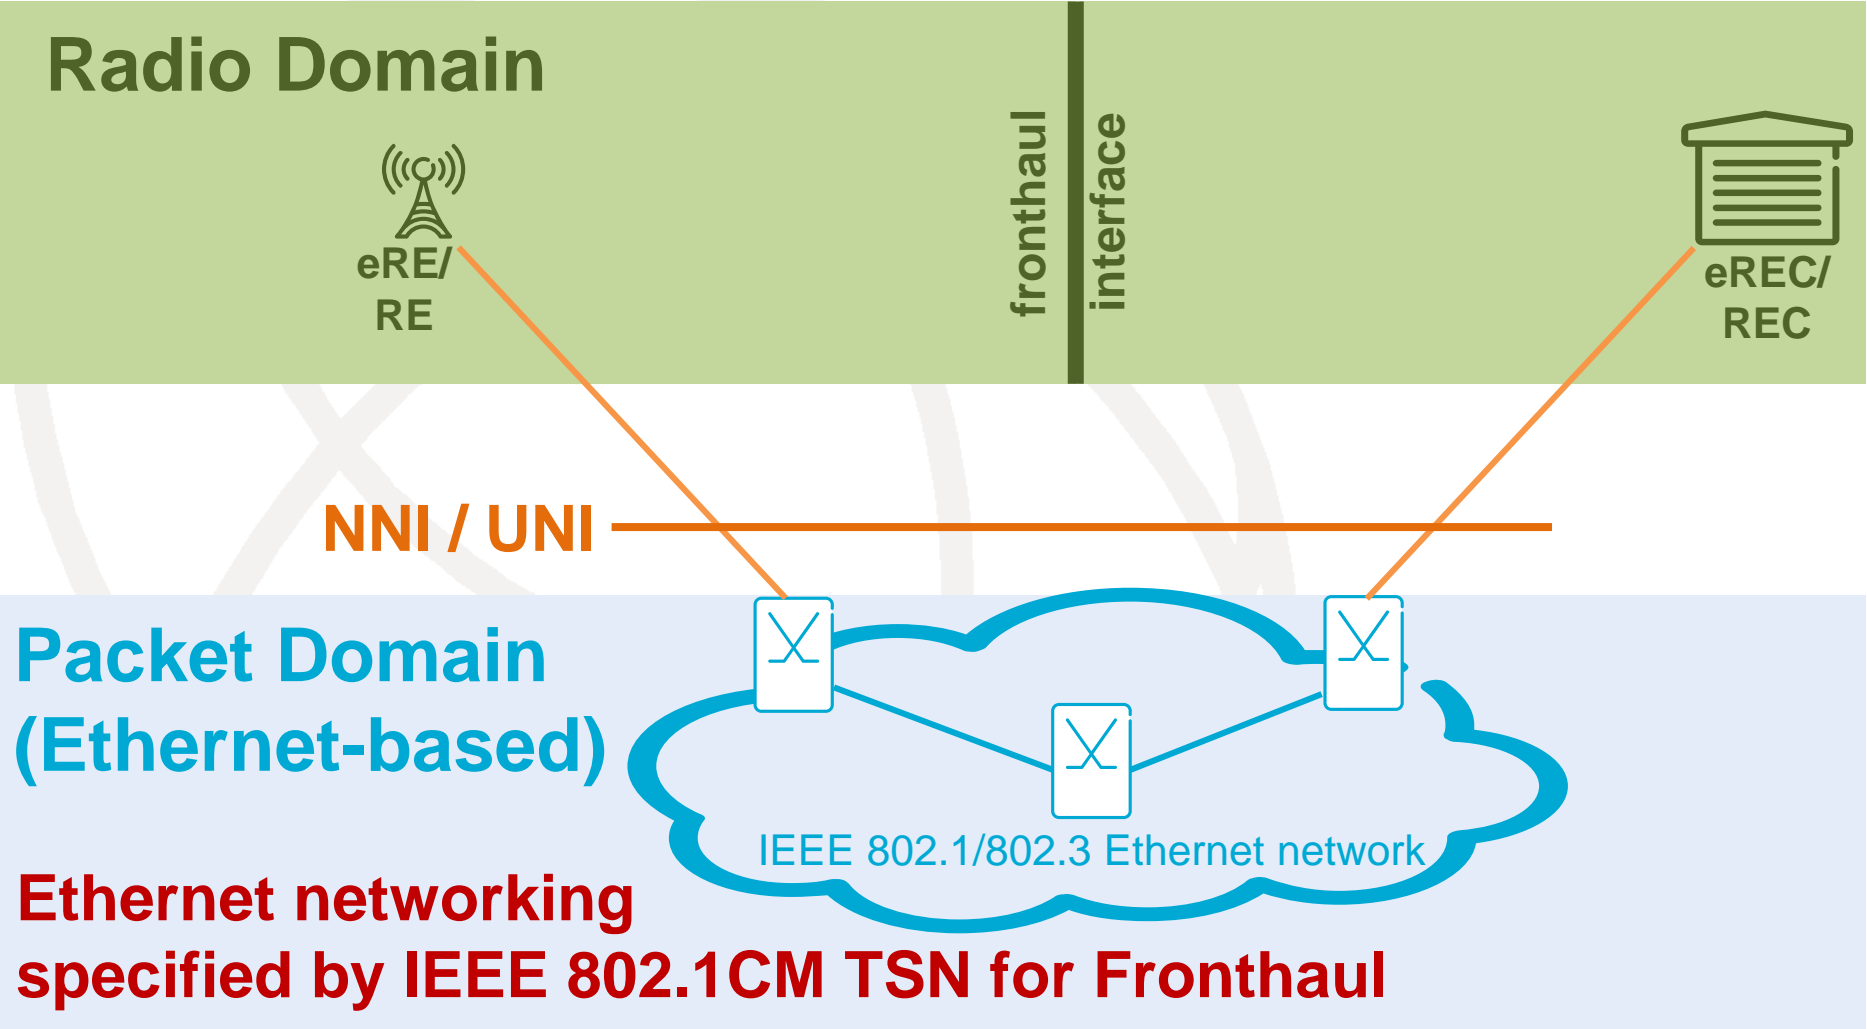 Radio Domain
fronthaul
interface
eRE/
RE
eREC/
REC
NNI / UNI
Packet Domain
(Ethernet-based)
IEEE 802.1/802.3 Ethernet network
Ethernet networking
specified by IEEE 802.1CM TSN for Fronthaul